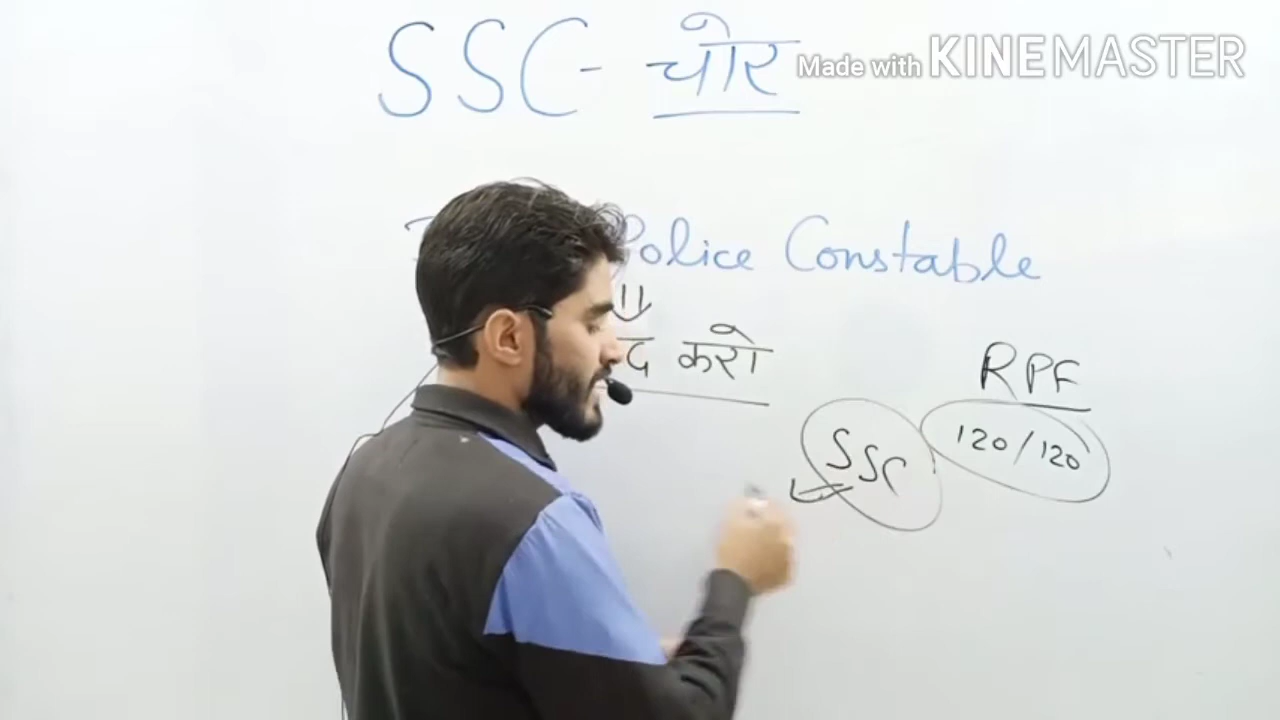 SSC - चोर
Made with KINEMASTER
Police Constable
करो
RPF
120/120
SSC